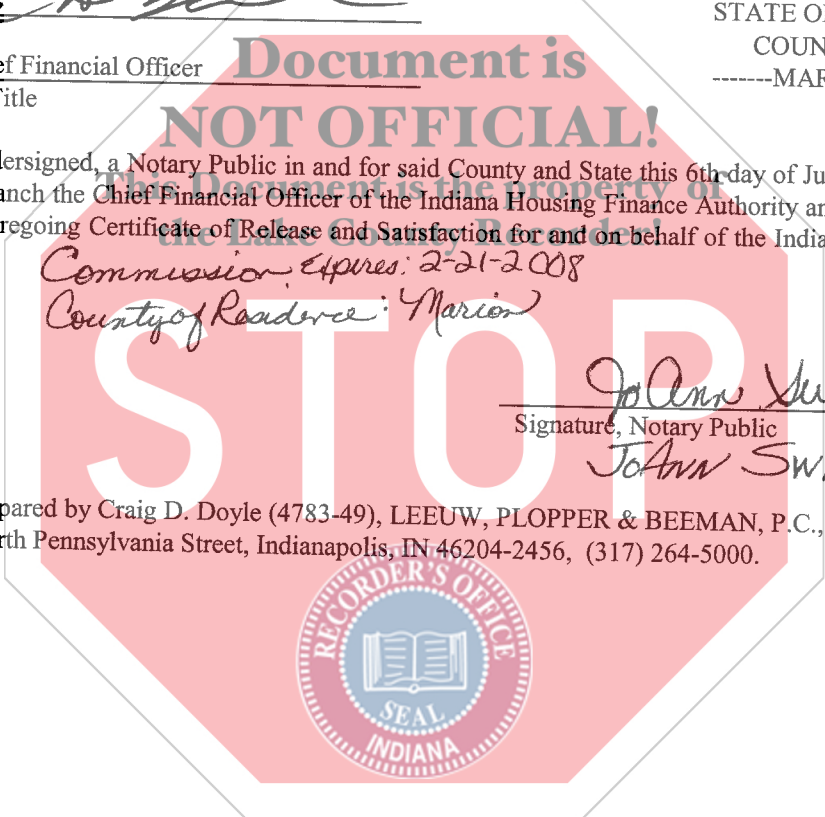 STATE O
COUN
ef Financial Officer
-------MAR
Title
Document is
NOT OFFICIAL!
This Document is the property of
the Lake County Recorder!
dersigned, a Notary Public in and for said County and State this 6th day of Ju
anch the Chief Financial Officer of the Indiana Housing Finance Authority an
regoing Certificate of Release and Satisfaction for and on behalf of the India
Commission Expires: 2-21-2008
County of Residence: Marion
STOP
JoAnn Sw
Signature, Notary Public
JoANN SW
pared by Craig D. Doyle (4783-49), LEEUW, PLOPPER & BEEMAN, P.C.,
rth Pennsylvania Street, Indianapolis, IN 46204-2456, (317) 264-5000.
RECORDER'S OFFICE
SEAL
INDIANA